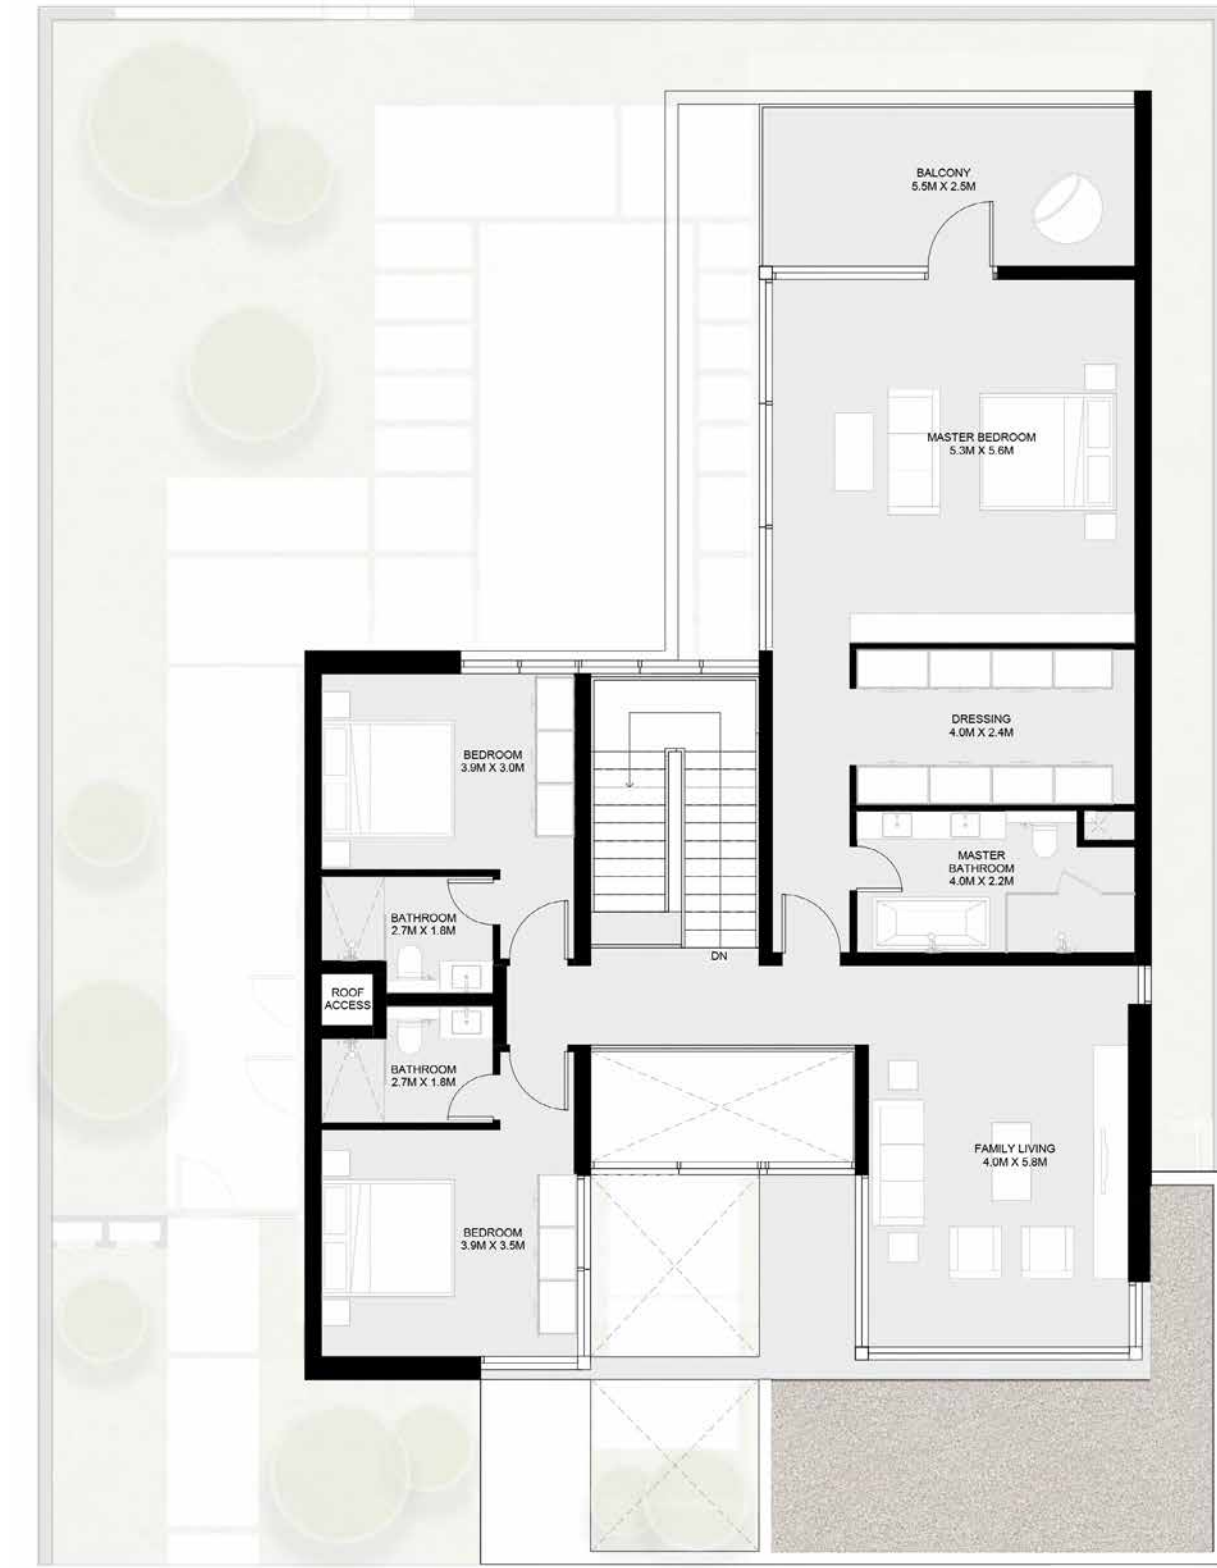 BALCONY
5.5M X 2.5M
MASTER BEDROOM
5.3M X 5.6M
DRESSING
4.0M X 2.4M
BEDROOM
3.9M X 3.0M
MASTER
BATHROOM
4.0M X 2.2M
BATHROOM
2.7M X 1.8M
DN
ROOF
ACCESS
BATHROOM
2.7M X 1.8M
FAMILY LIVING
4.0M X 5.8M
BEDROOM
3.9M X 3.5M